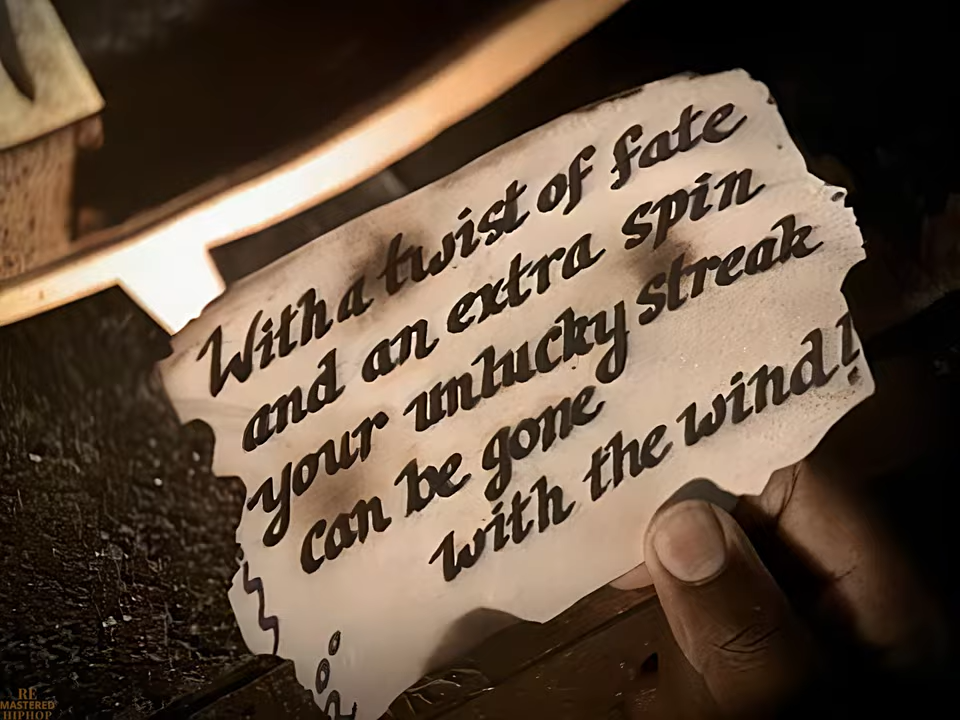 With a twist of fate
and an extra spin
your unlucky streak
can be gone
with the wind!
RE
MASTERED
HIPHOP